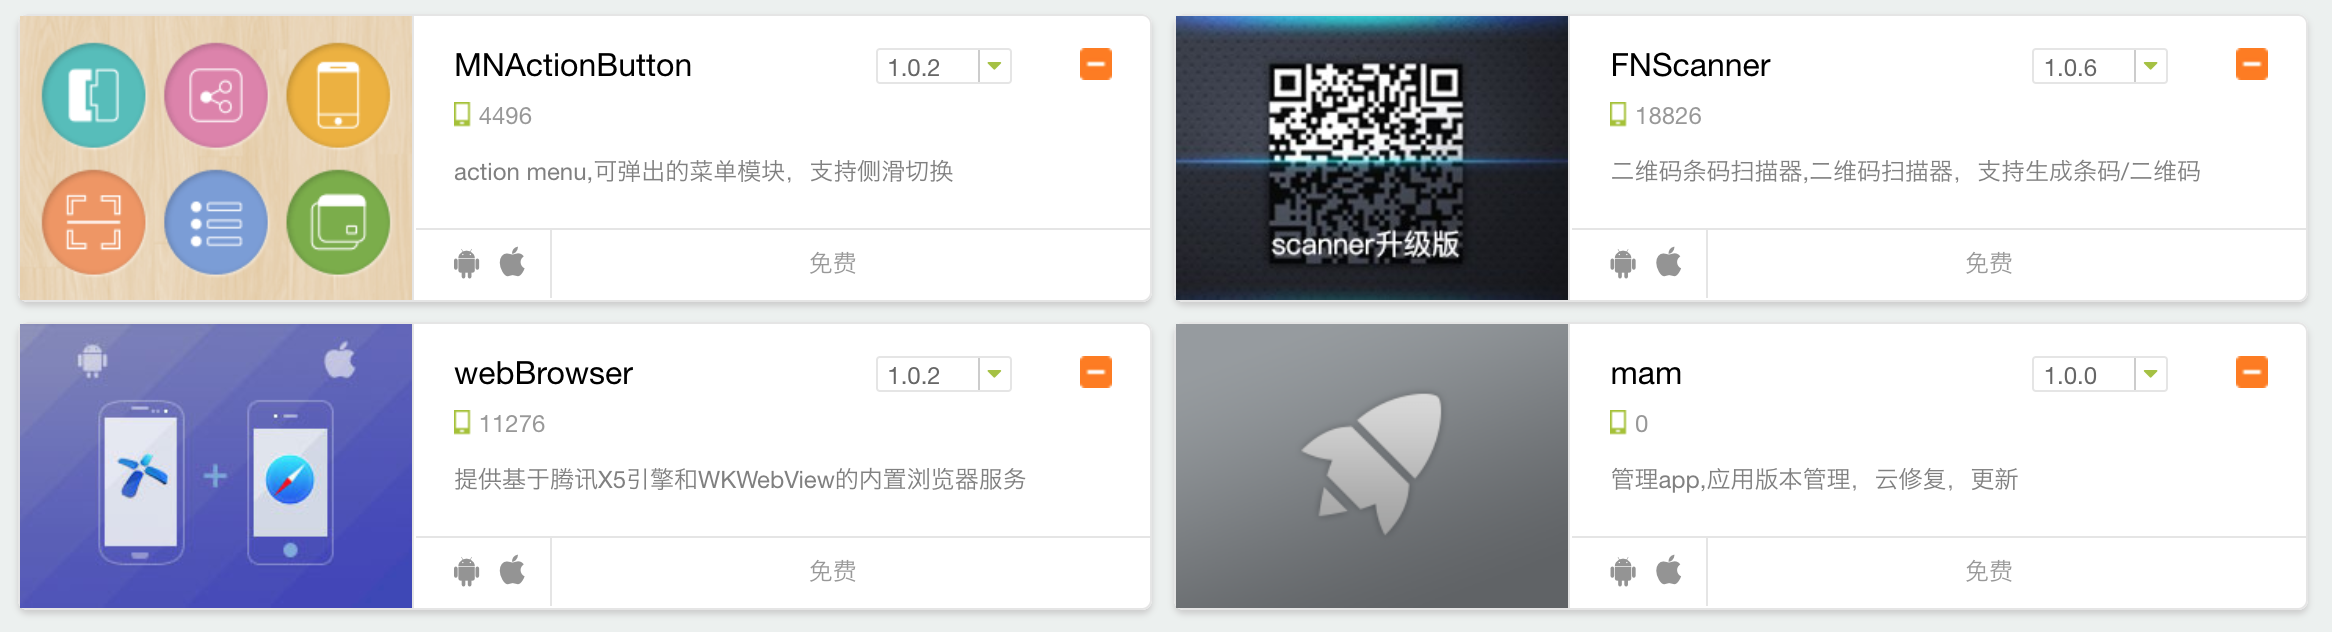 MNActionButton
1.0.2
4496
action menu,可弹出的菜单模块，支持侧滑切换
免费
scanner升级版
FNScanner
1.0.6
18826
二维码条码扫描器,二维码扫描器，支持生成条码/二维码
免费
webBrowser
1.0.2
11276
提供基于腾讯X5引擎和WKWebView的内置浏览器服务
免费
mam
1.0.0
0
管理app,应用版本管理，云修复，更新
免费